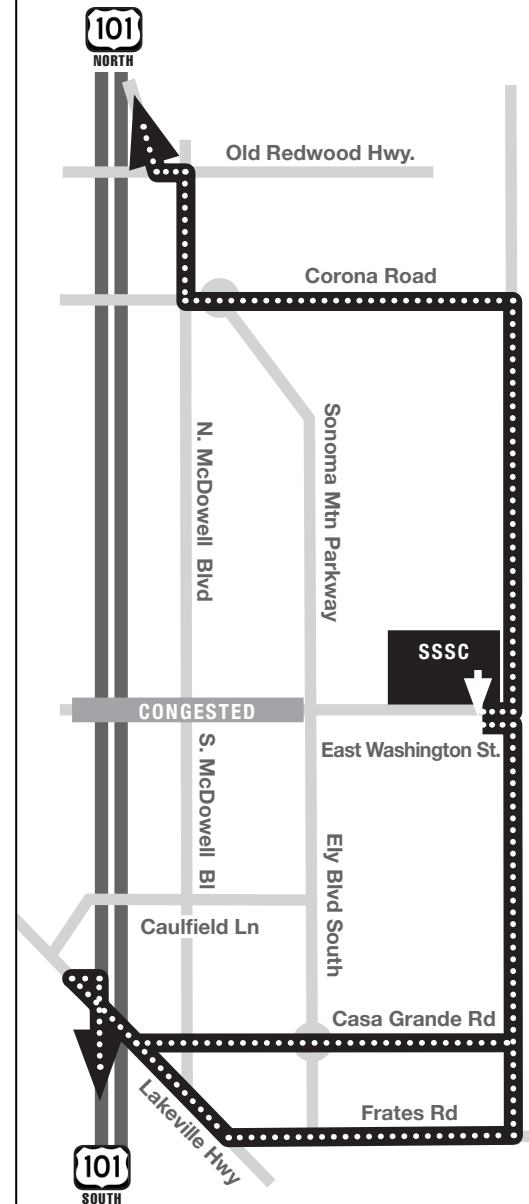 101
NORTH
Old Redwood Hwy.
Corona Road
N. McDowell Blvd
Sonoma Mtn Parkway
SSSC
CONGESTED
East Washington St.
S. McDowell Bl
Ely Blvd South
Caulfield Ln
Casa Grande Rd
Frates Rd
Lakeville Hwy
101
SOUTH